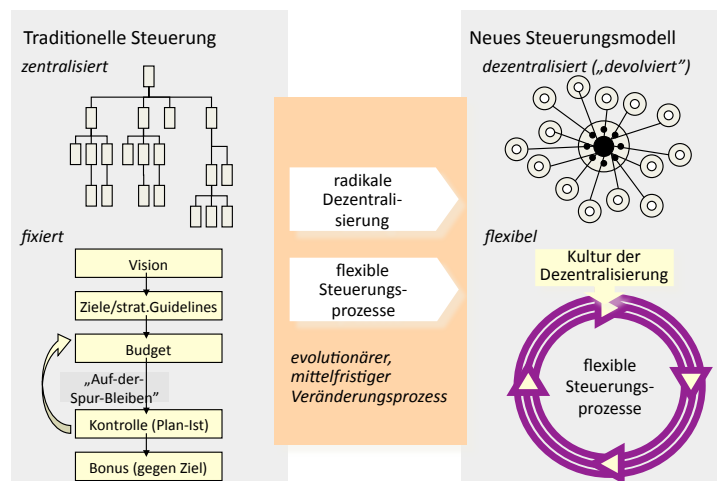 Traditionelle Steuerung
zentralisiert
fixiert
Vision
Ziele/strat.Guidelines
Budget
„Auf-der-
Spur-Bleiben”
Kontrolle (Plan-Ist)
Bonus (gegen Ziel)
radikale
Dezentrali-
sierung
flexible
Steuerungs-
prozesse
evolutionärer,
mittelfristiger
Veränderungsprozess
Neues Steuerungsmodell
dezentralisiert („devolviert”)
flexibel
Kultur der
Dezentralisierung
flexible
Steuerungs-
prozesse